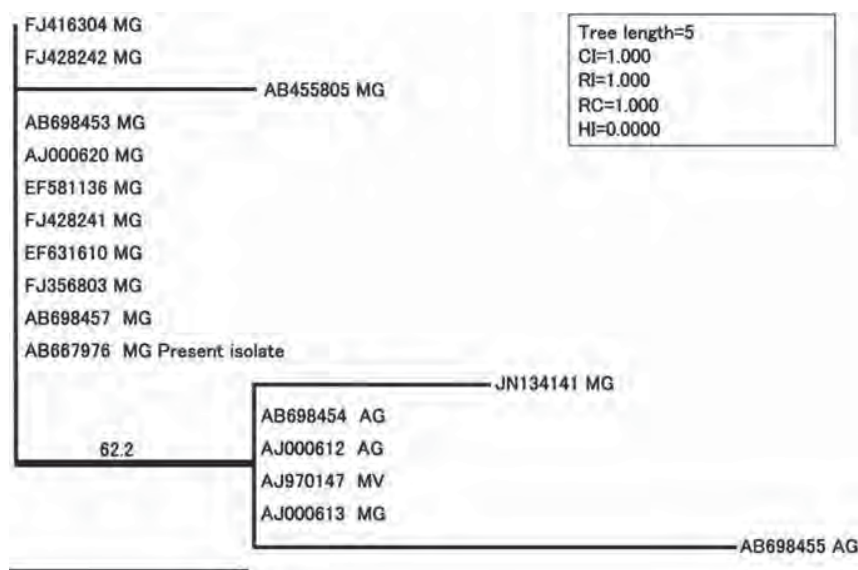 FJ416304 MG
FJ428242 MG
AB455805 MG
AB698453 MG
AJ000620 MG
EF581136 MG
FJ428241 MG
EF631610 MG
FJ356803 MG
AB698457 MG
AB667976 MG Present isolate
JN134141 MG
AB698454 AG
62.2
AJ000612 AG
AJ970147 MV
AJ000613 MG
AB698455 AG
Tree length=5
CI=1.000
RI=1.000
RC=1.000
HI=0.0000